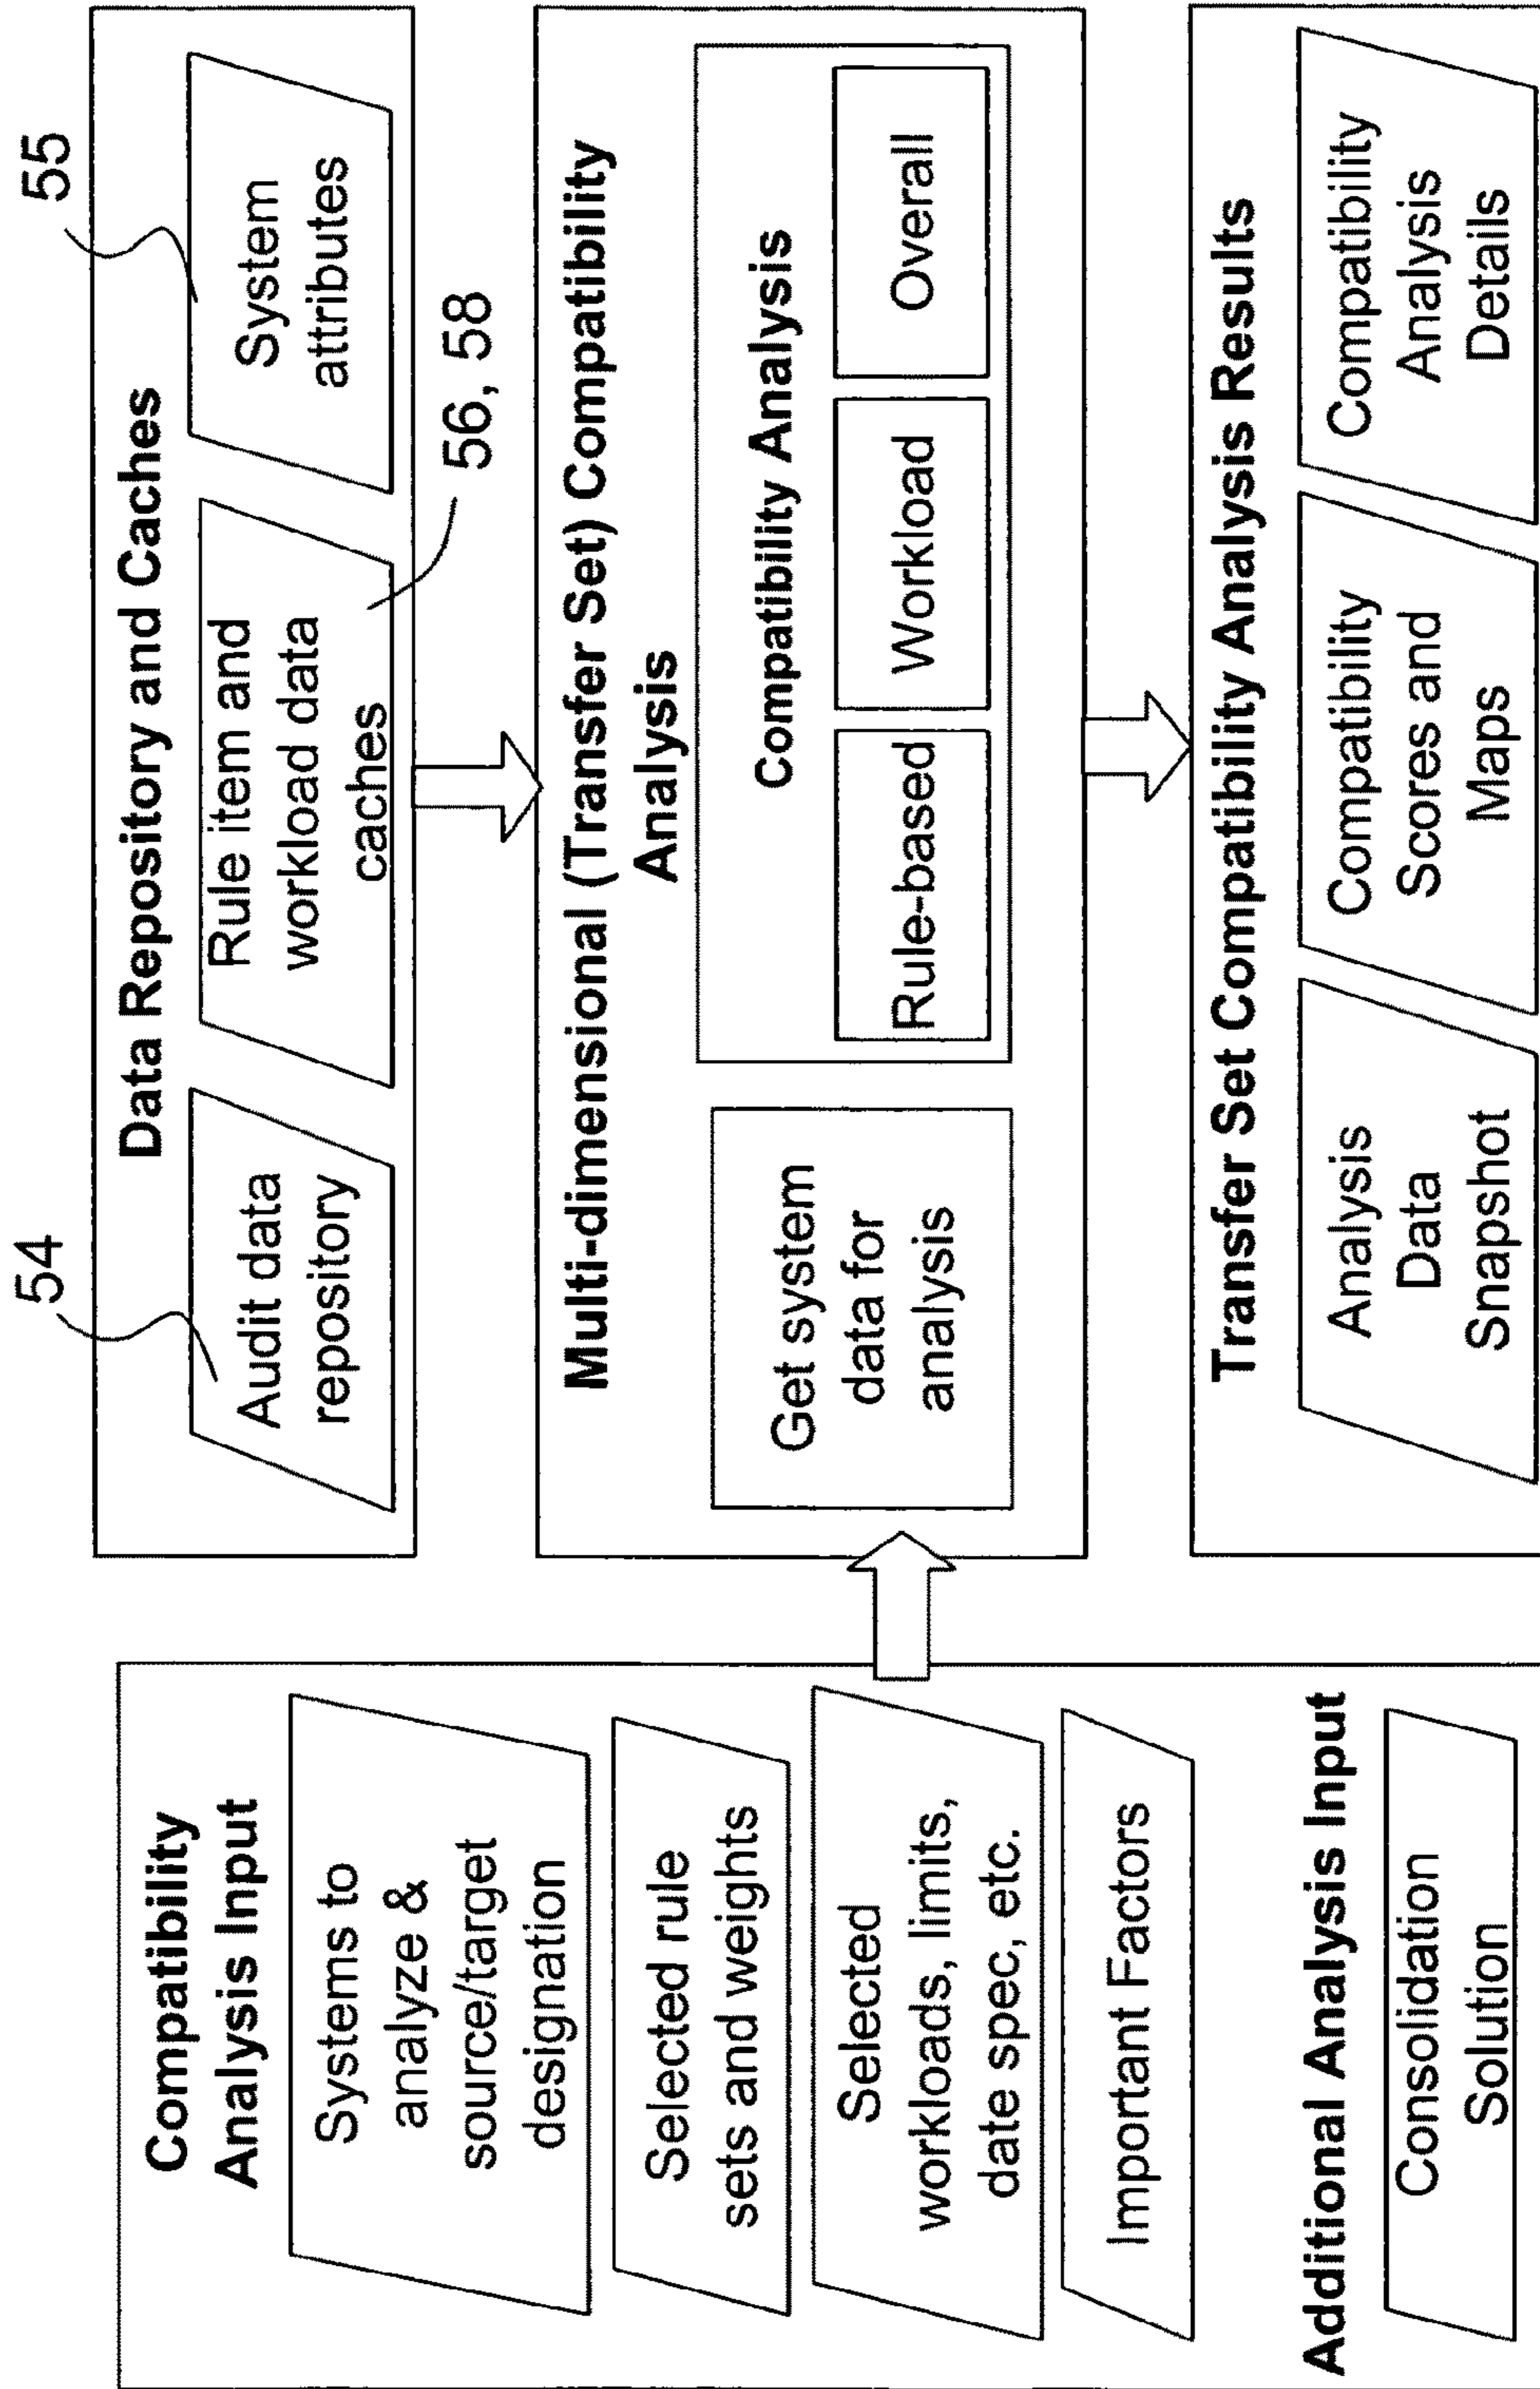 54
55
Data Repository and Caches
Audit data
repository
Rule item and
workload data
caches
System
attributes
56, 58
Compatibility
Analysis Input
Systems to
analyze &
source/target
designation
Selected rule
sets and weights
Selected
workloads, limits,
date spec, etc.
Important Factors
Additional Analysis Input
Consolidation
Solution
Multi-dimensional (Transfer Set) Compatibility
Analysis
Get system
data for
analysis
Compatibility Analysis
Rule-based
Workload
Overall
Transfer Set Compatibility Analysis Results
Analysis
Data
Snapshot
Compatibility
Scores and
Maps
Compatibility
Analysis
Details